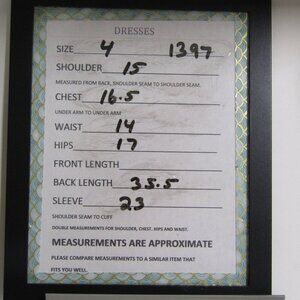 DRESSES
SIZE 4 1397
SHOULDER 15
MEASURED FROM BACK, SHOULDER SEAM TO SHOULDER SEAM.
CHEST 16.5
UNDER ARM TO UNDER ARM
WAIST 14
HIPS 17
FRONT LENGTH
BACK LENGTH 35.5
SLEEVE 23
SHOULDER SEAM TO CUFF
DOUBLE MEASUREMENTS FOR SHOULDER, CHEST, HIPS AND WAIST.
MEASUREMENTS ARE APPROXIMATE
PLEASE COMPARE MEASUREMENTS TO A SIMILAR ITEM THAT
FITS YOU WELL.